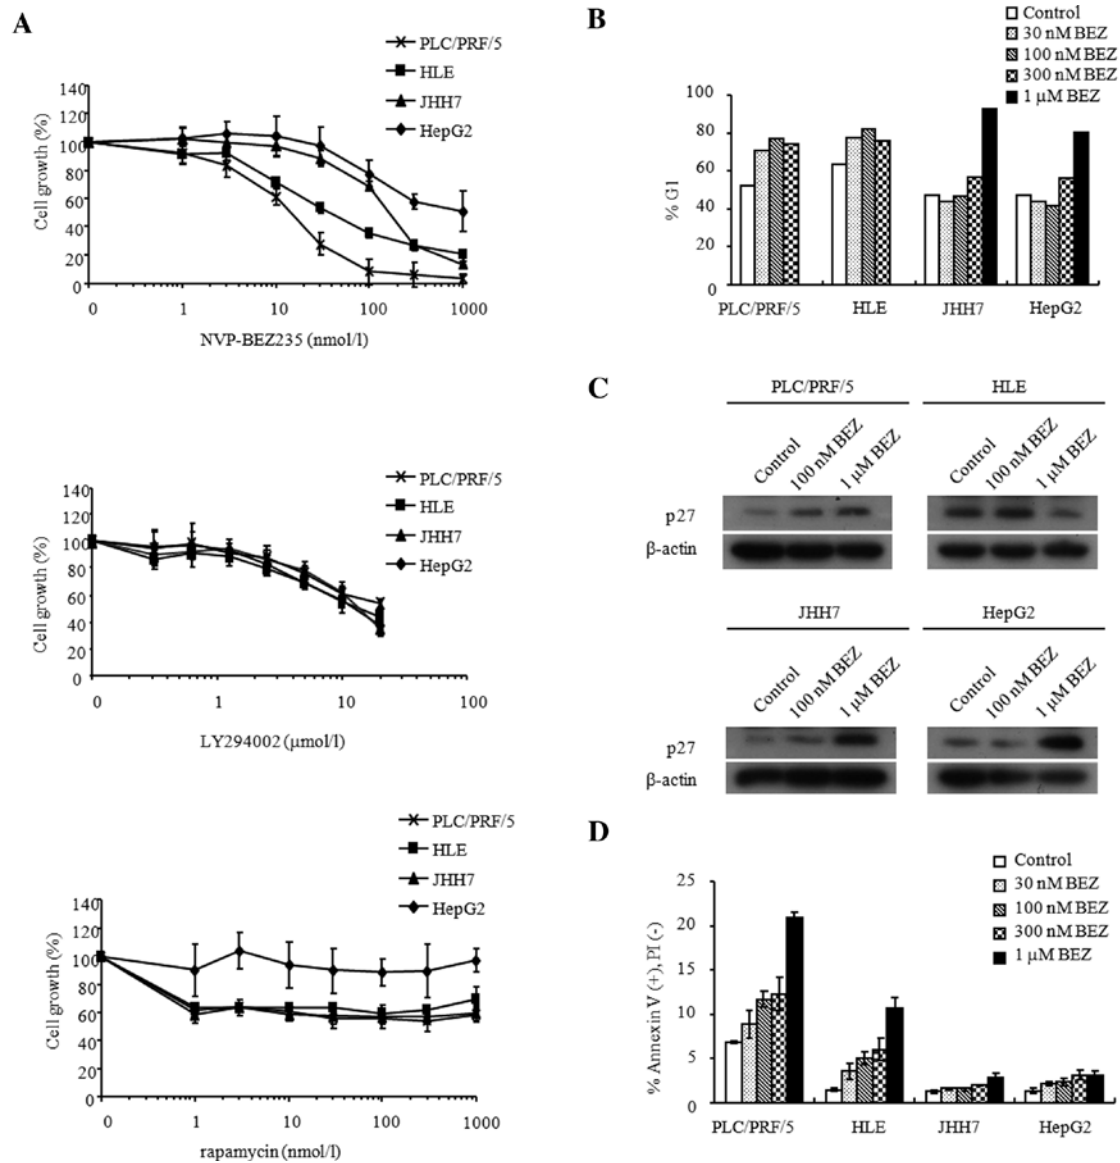 A
PLC/PRF/5
HLE
JHH7
HepG2
Cell growth (%)
140
120
100
80
60
40
20
0
0 1 10 100 1000
NVP-BEZ235 (nmol/l)
PLC/PRF/5
HLE
JHH7
HepG2
Cell growth (%)
140
120
100
80
60
40
20
0
0 1 10 100
LY294002 (μmol/l)
PLC/PRF/5
HLE
JHH7
HepG2
Cell growth (%)
140
120
100
80
60
40
20
0
0 1 10 100 1000
rapamycin (nmol/l)
B
Control
30 nM BEZ
100 nM BEZ
300 nM BEZ
1 μM BEZ
% G1
100
80
60
40
20
0
PLC/PRF/5 HLE JHH7 HepG2
C
PLC/PRF/5 HLE
Control 100 nM BEZ 1 μM BEZ Control 100 nM BEZ 1 μM BEZ
p27
β-actin
JHH7 HepG2
Control 100 nM BEZ 1 μM BEZ Control 100 nM BEZ 1 μM BEZ
p27
β-actin
D
Control
30 nM BEZ
100 nM BEZ
300 nM BEZ
1 μM BEZ
% Annexin V (+), PI (-)
25
20
15
10
5
0
PLC/PRF/5 HLE JHH7 HepG2